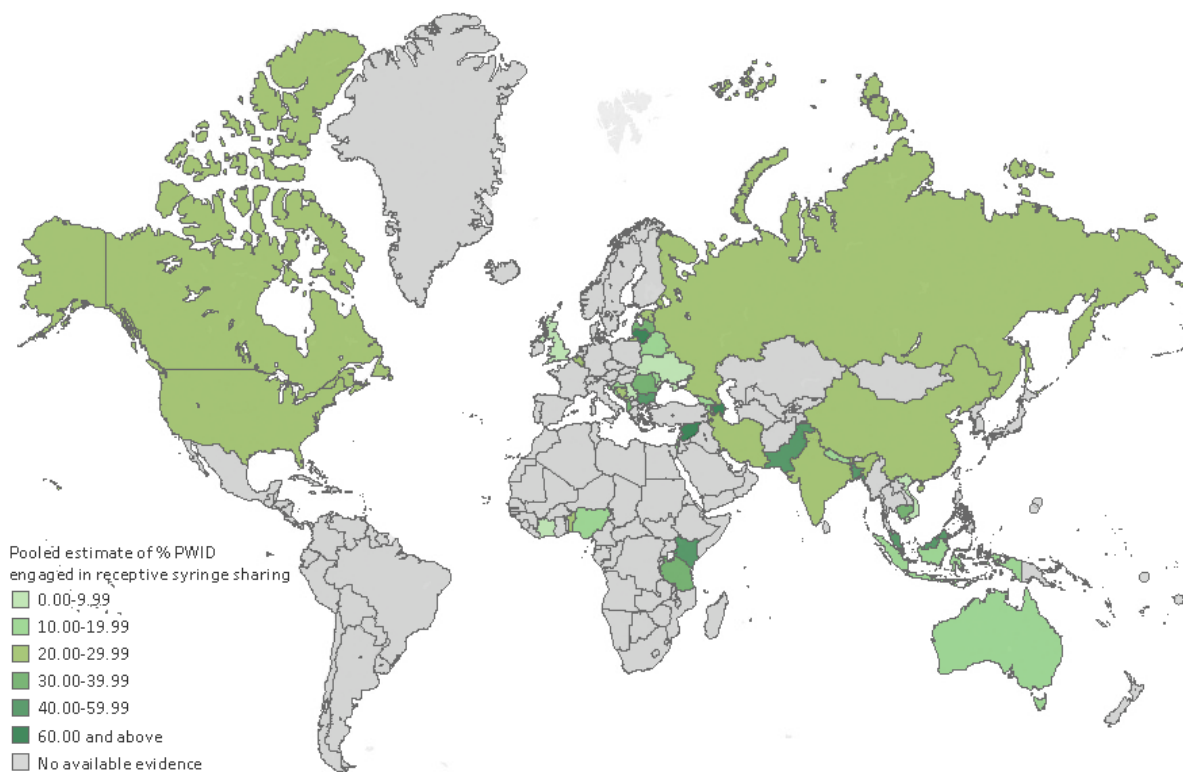 Pooled estimate of % PWID
engaged in receptive syringe sharing
0.00-9.99
10.00-19.99
20.00-29.99
30.00-39.99
40.00-59.99
60.00 and above
No available evidence